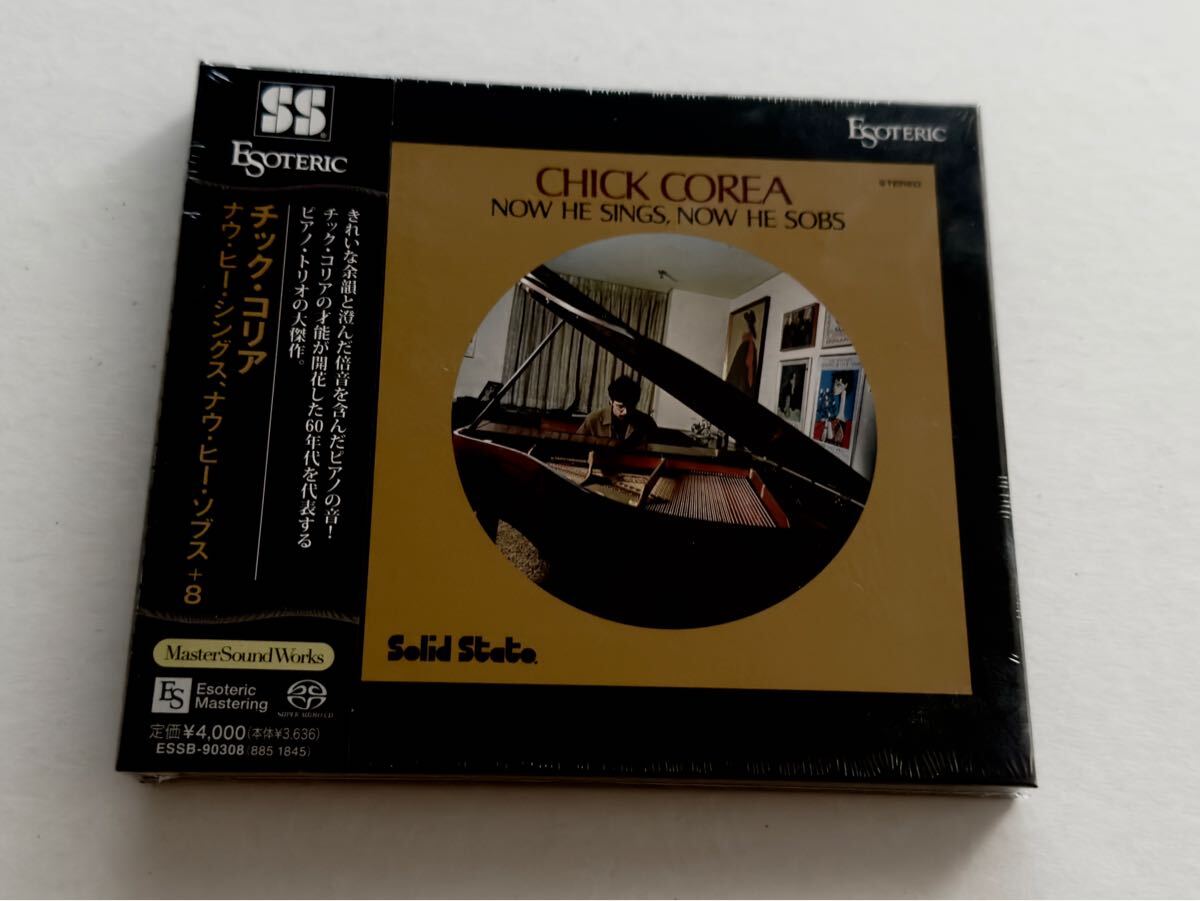 SS
ESOTERIC
チック・コリア
ナウ・ヒー・シングス、ナウ・ヒー・ソブス +8
きれいな余韻と澄んだ倍音を含んだピアノの音！
チック・コリアの才能が開花した60年代を代表する
ピアノ・トリオの大傑作。
MasterSoundWorks
ES Esoteric
Mastering
SUPER AUDIO CD
定価¥4,000(本体¥3,636)
ESSB-90308 (885 1845)
ESOTERIC
STEREO
CHICK COREA
NOW HE SINGS, NOW HE SOBS
Solid State